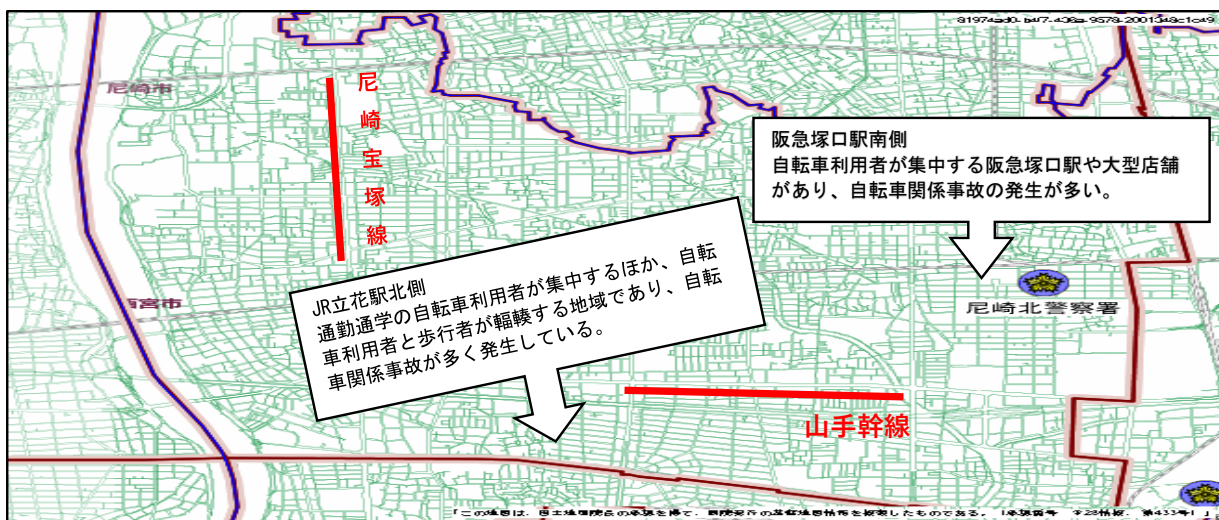 尼崎市
尼崎宝塚線
阪急塚口駅南側
自転車利用者が集中する阪急塚口駅や大型店舗
があり、自転車関係事故の発生が多い。
JR立花駅北側
通勤通学の自転車利用者が集中するほか、自転
車利用者と歩行者が輻輳する地域であり、自転
車関係事故が多く発生している。
西宮市
尼崎北警察署
山手幹線